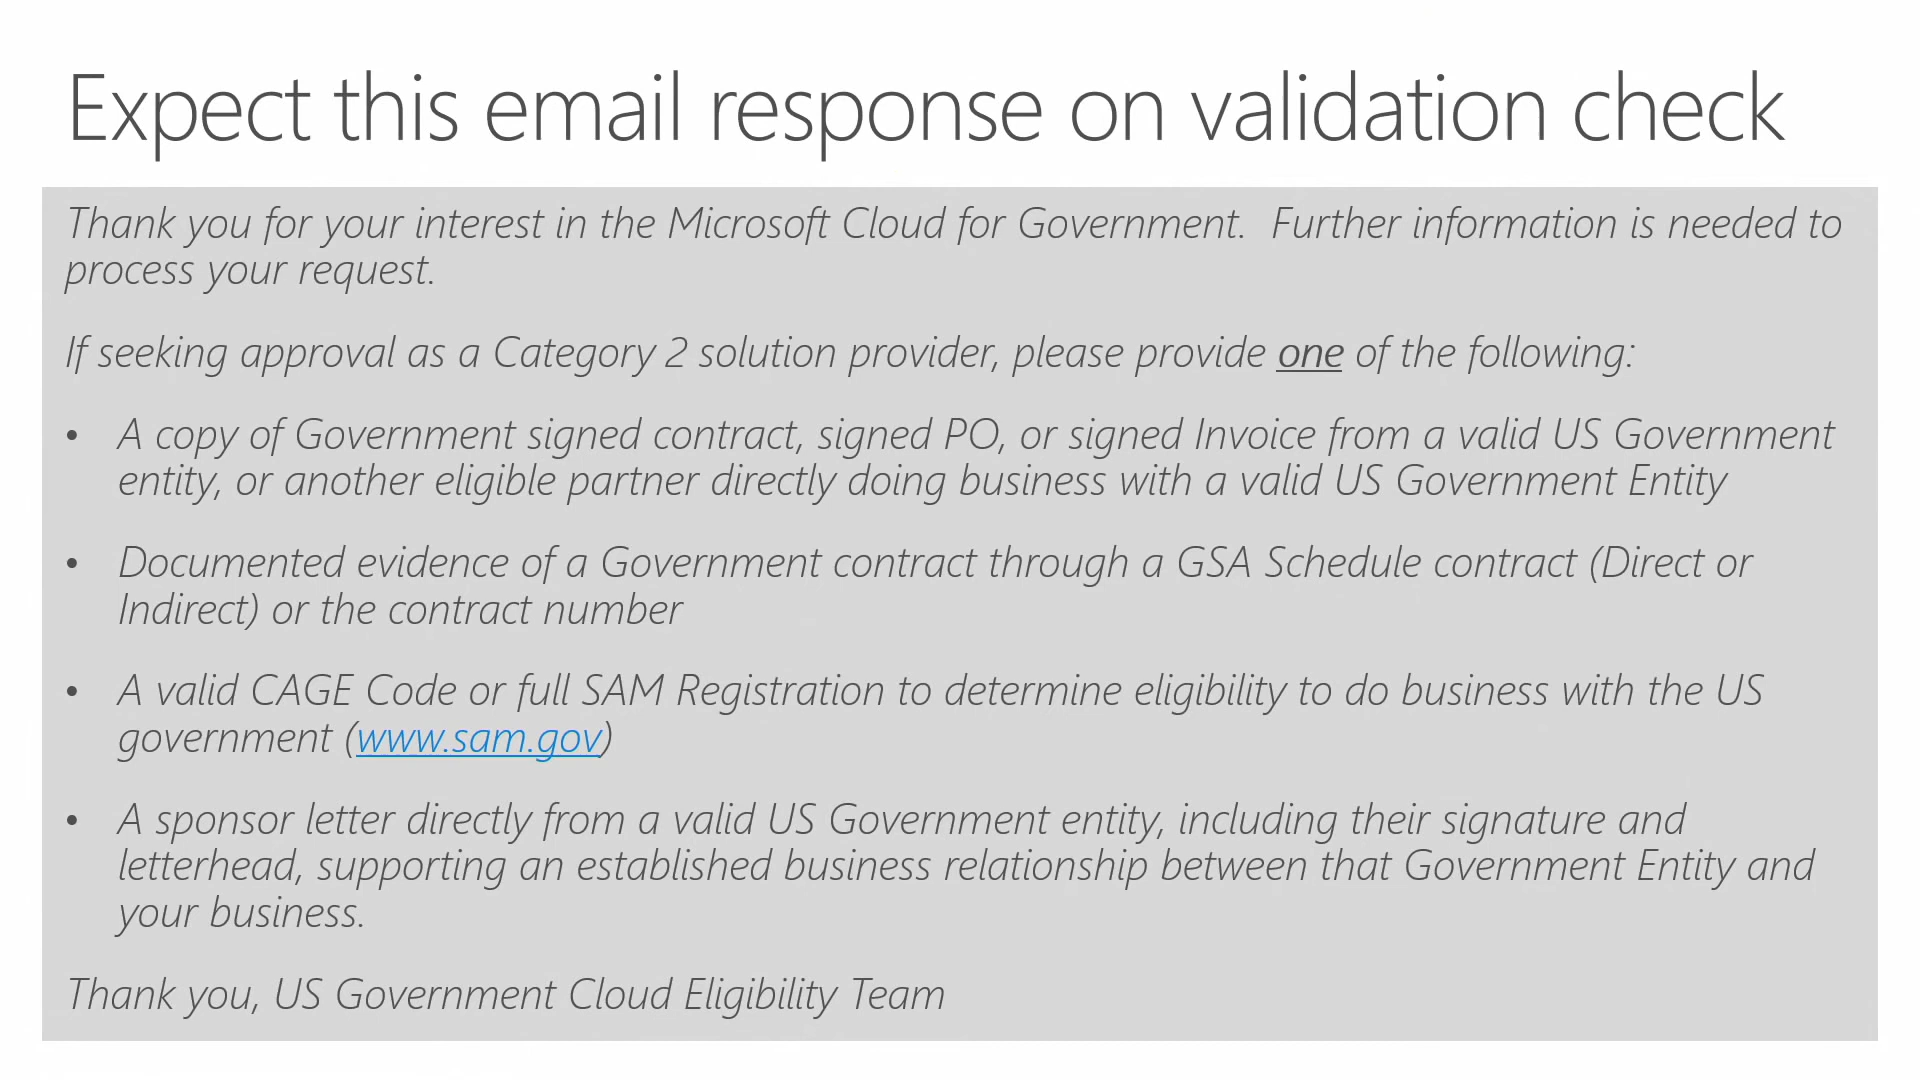 Expect this email response on validation check
Thank you for your interest in the Microsoft Cloud for Government.  Further information is needed to
process your request.
If seeking approval as a Category 2 solution provider, please provide one of the following:
• A copy of Government signed contract, signed PO, or signed Invoice from a valid US Government
entity, or another eligible partner directly doing business with a valid US Government Entity
• Documented evidence of a Government contract through a GSA Schedule contract (Direct or
Indirect) or the contract number
• A valid CAGE Code or full SAM Registration to determine eligibility to do business with the US
government (www.sam.gov)
• A sponsor letter directly from a valid US Government entity, including their signature and
letterhead, supporting an established business relationship between that Government Entity and
your business.
Thank you, US Government Cloud Eligibility Team